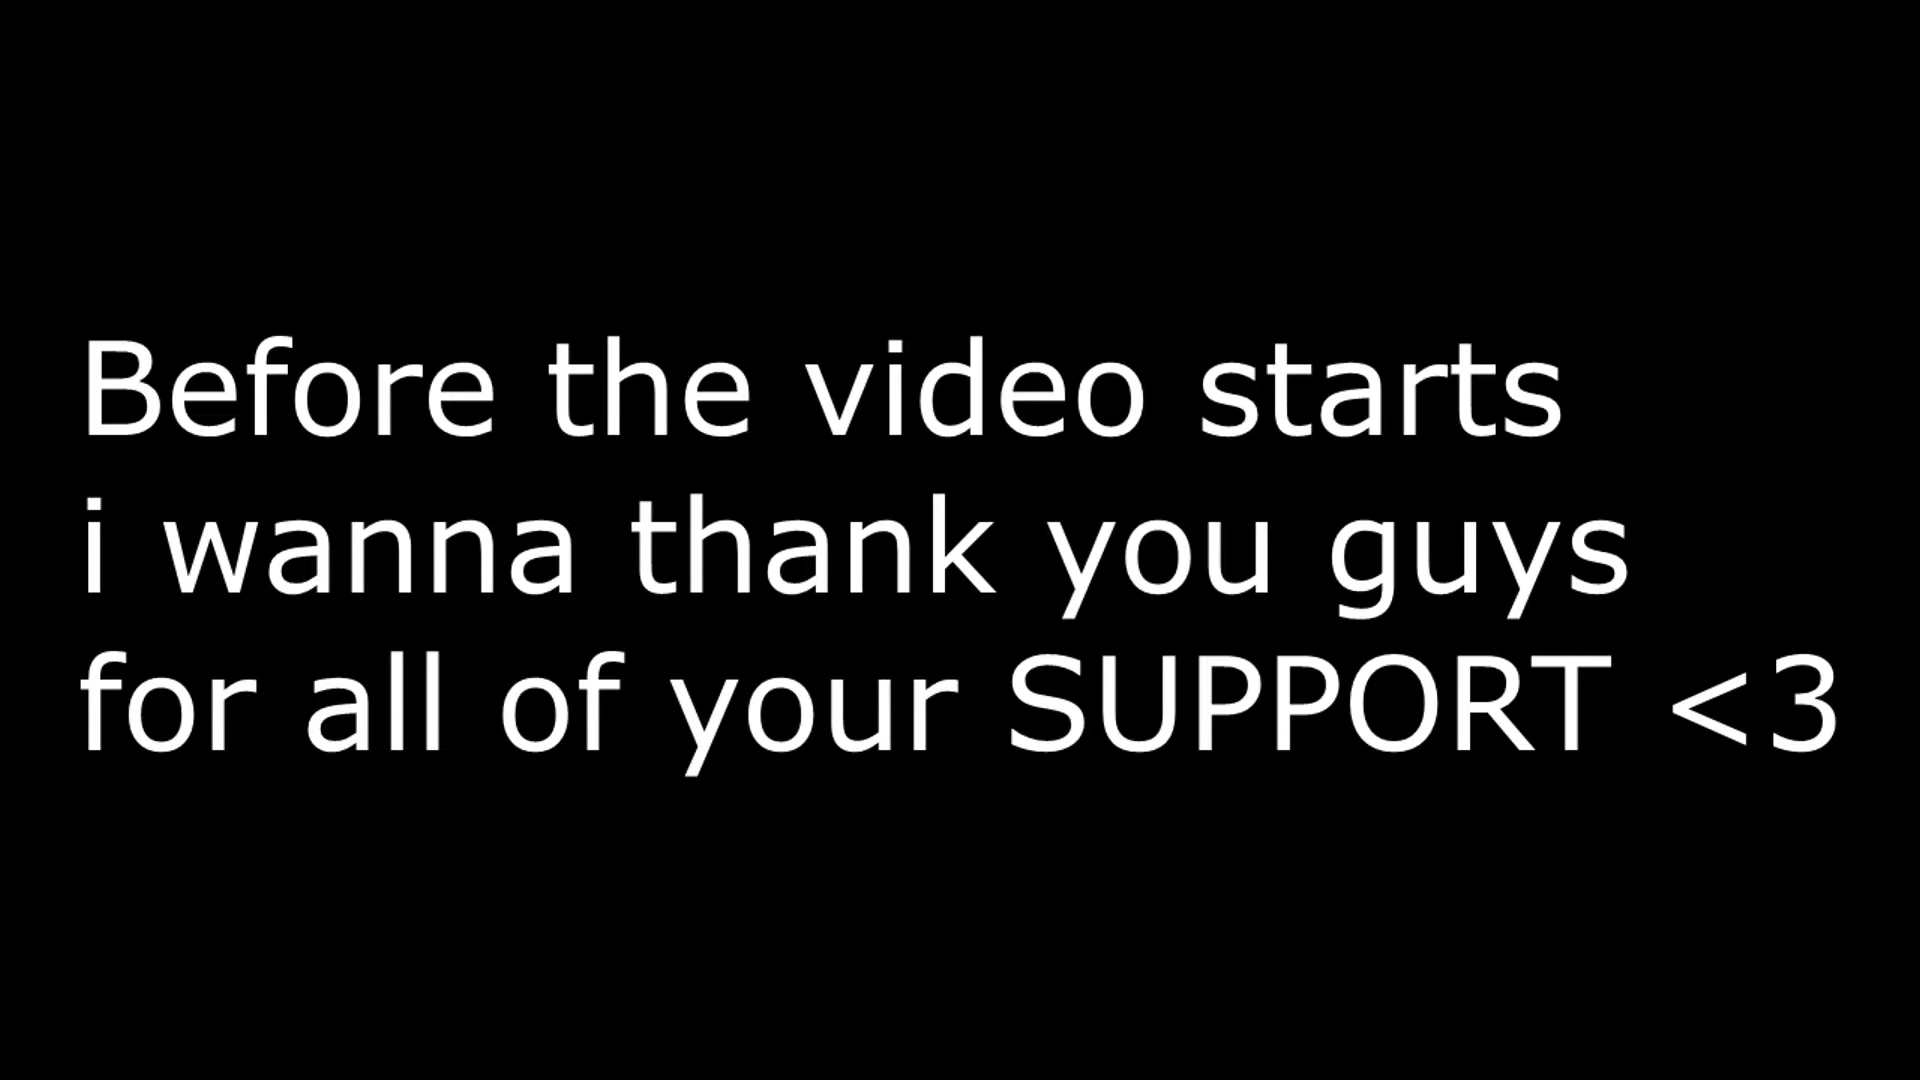 Before the video starts
i wanna thank you guys
for all of your SUPPORT <3